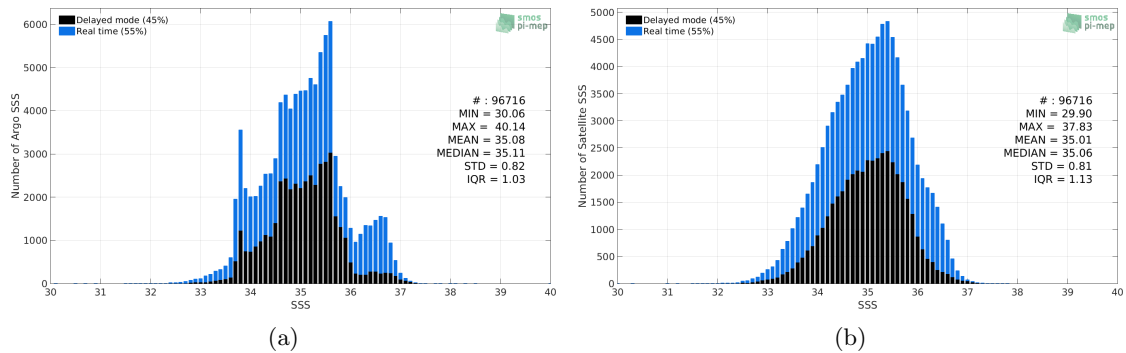 Delayed mode (45%)
Real time (55%)
smos
pi-mep
# : 96716
MIN = 30.06
MAX = 40.14
MEAN = 35.08
MEDIAN = 35.11
STD = 0.82
IQR = 1.03
Number of Argo SSS
6000
5000
4000
3000
2000
1000
0
30 31 32 33 34 35 36 37 38 39 40
SSS
(a)
Delayed mode (45%)
Real time (55%)
smos
pi-mep
# : 96716
MIN = 29.90
MAX = 37.83
MEAN = 35.01
MEDIAN = 35.06
STD = 0.81
IQR = 1.13
Number of Satellite SSS
5000
4500
4000
3500
3000
2500
2000
1500
1000
500
0
30 31 32 33 34 35 36 37 38 39 40
SSS
(b)